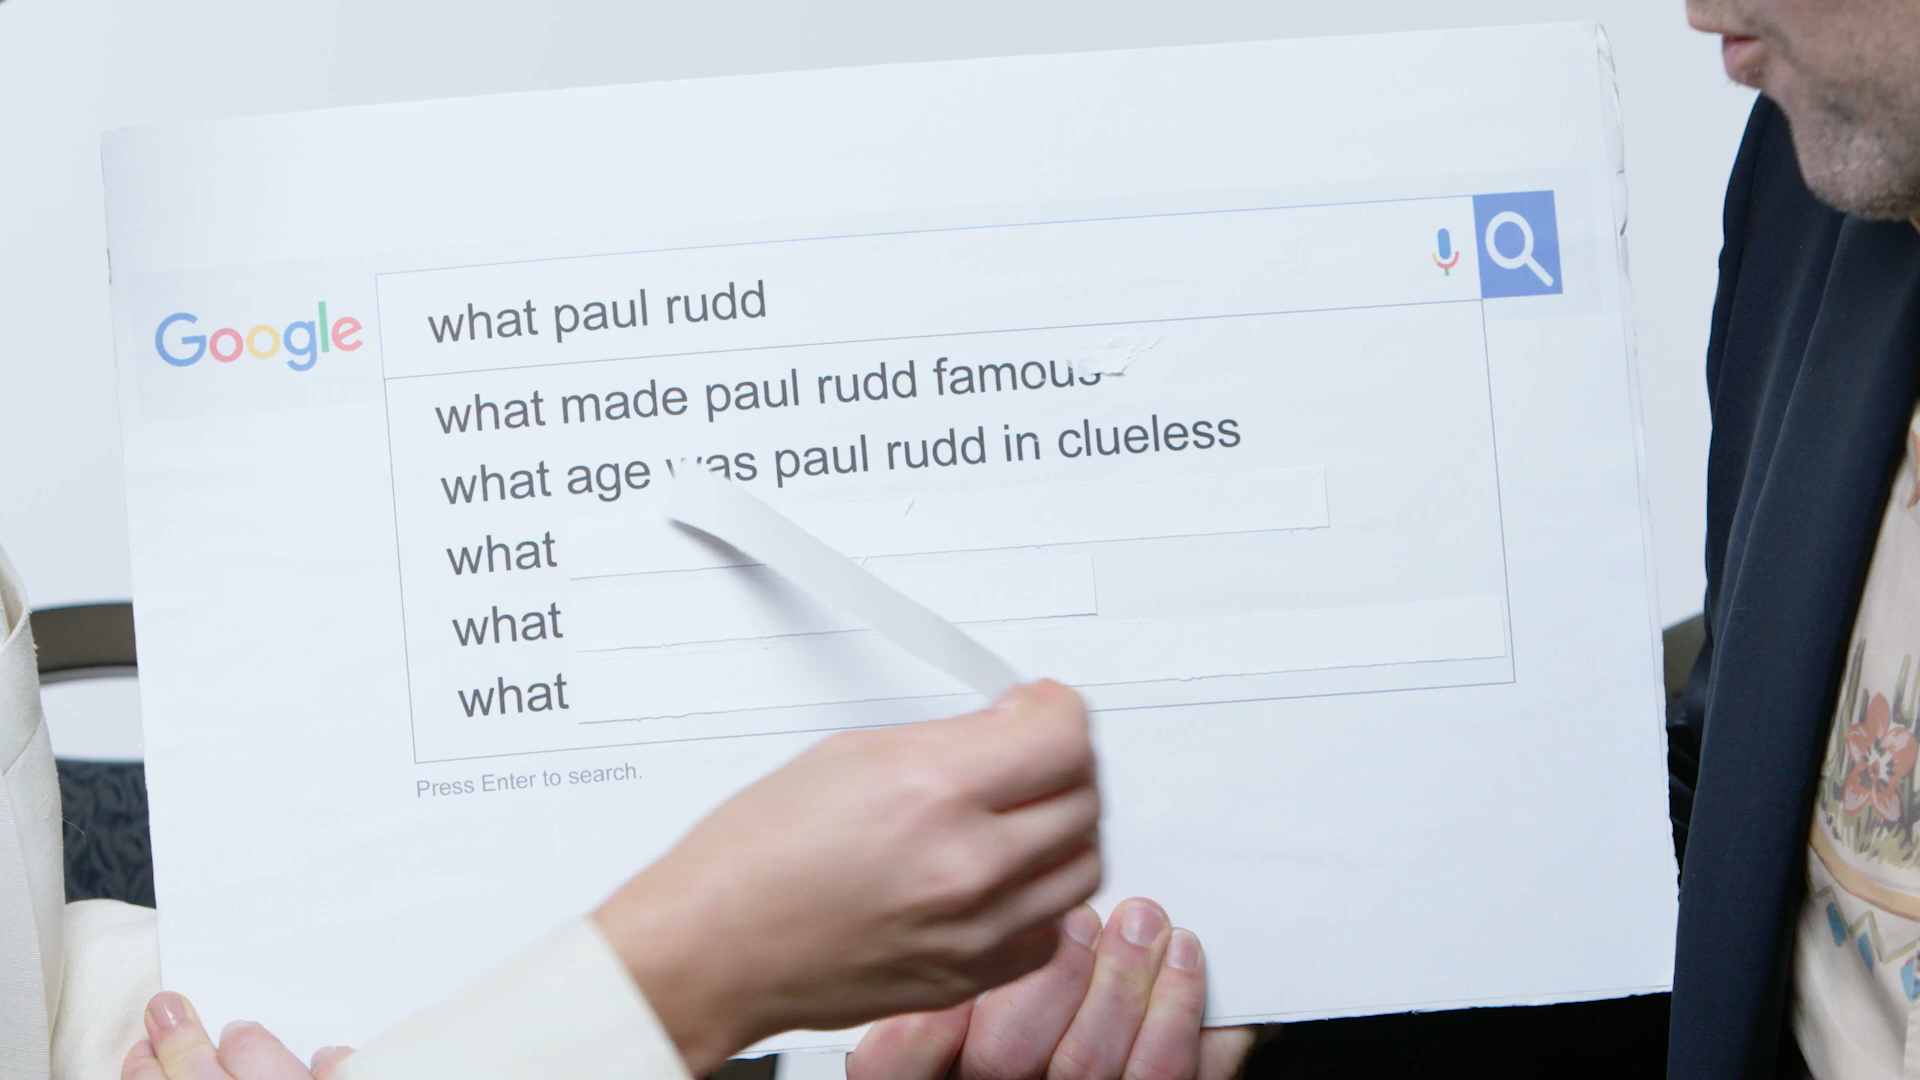 Google
what paul rudd
what made paul rudd famous
what age was paul rudd in clueless
what
what
what
Press Enter to search.